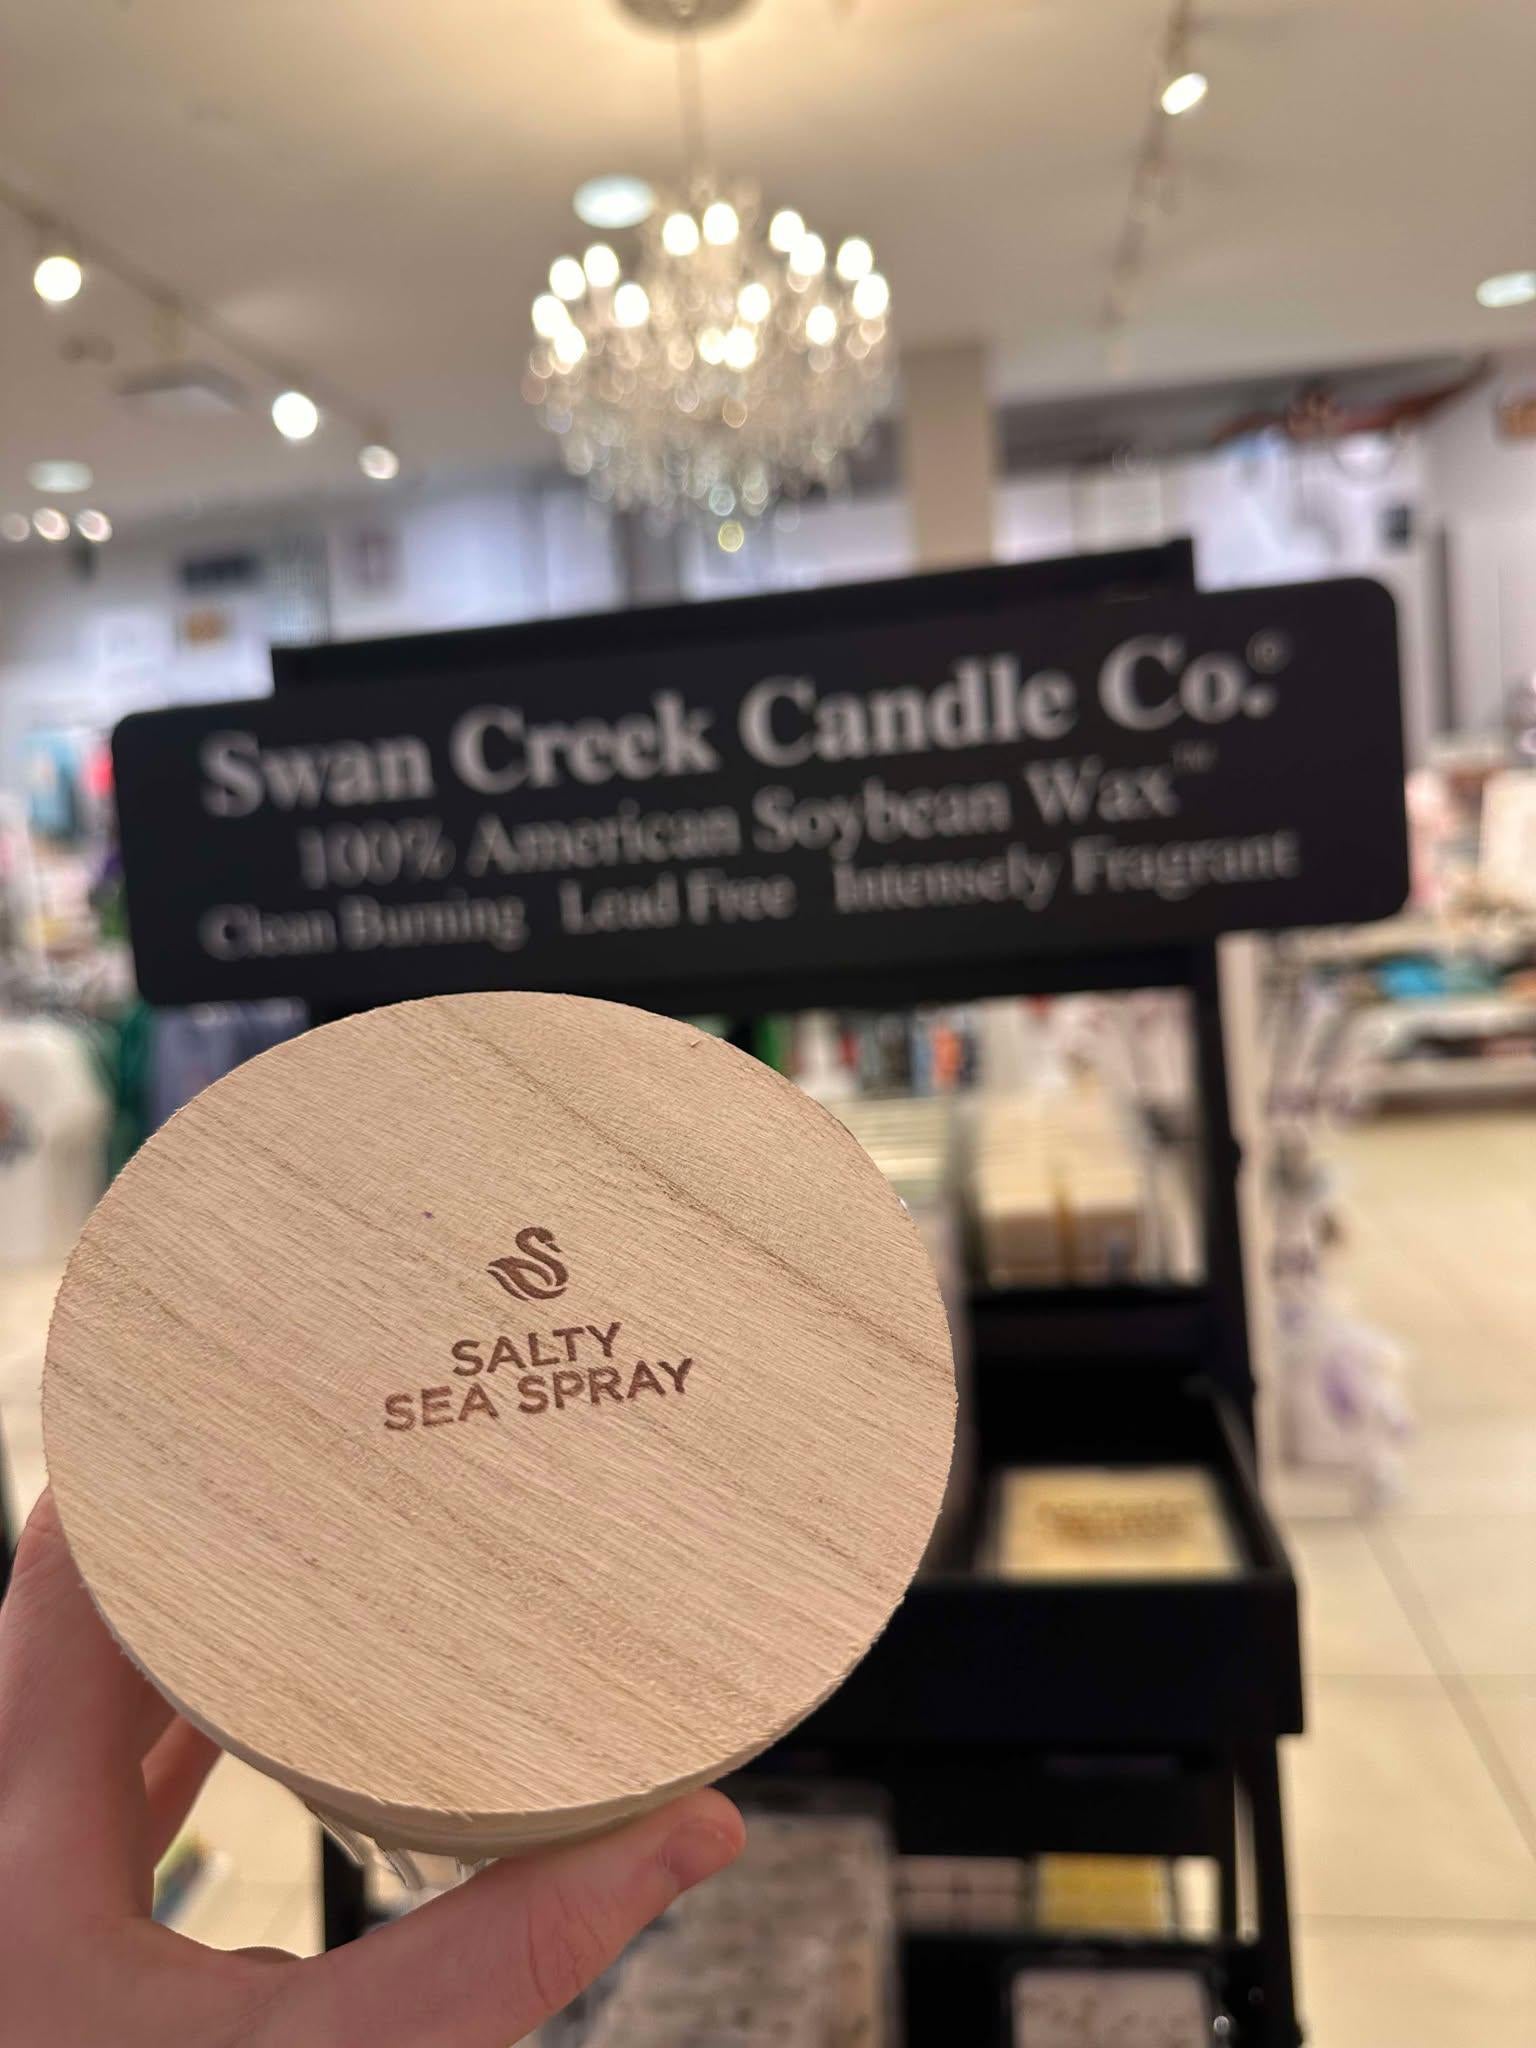 Swan Creek Candle Co.®
100% American Soybean Wax™
Clean Burning Lead Free Intensely Fragrant
SALTY
SEA SPRAY